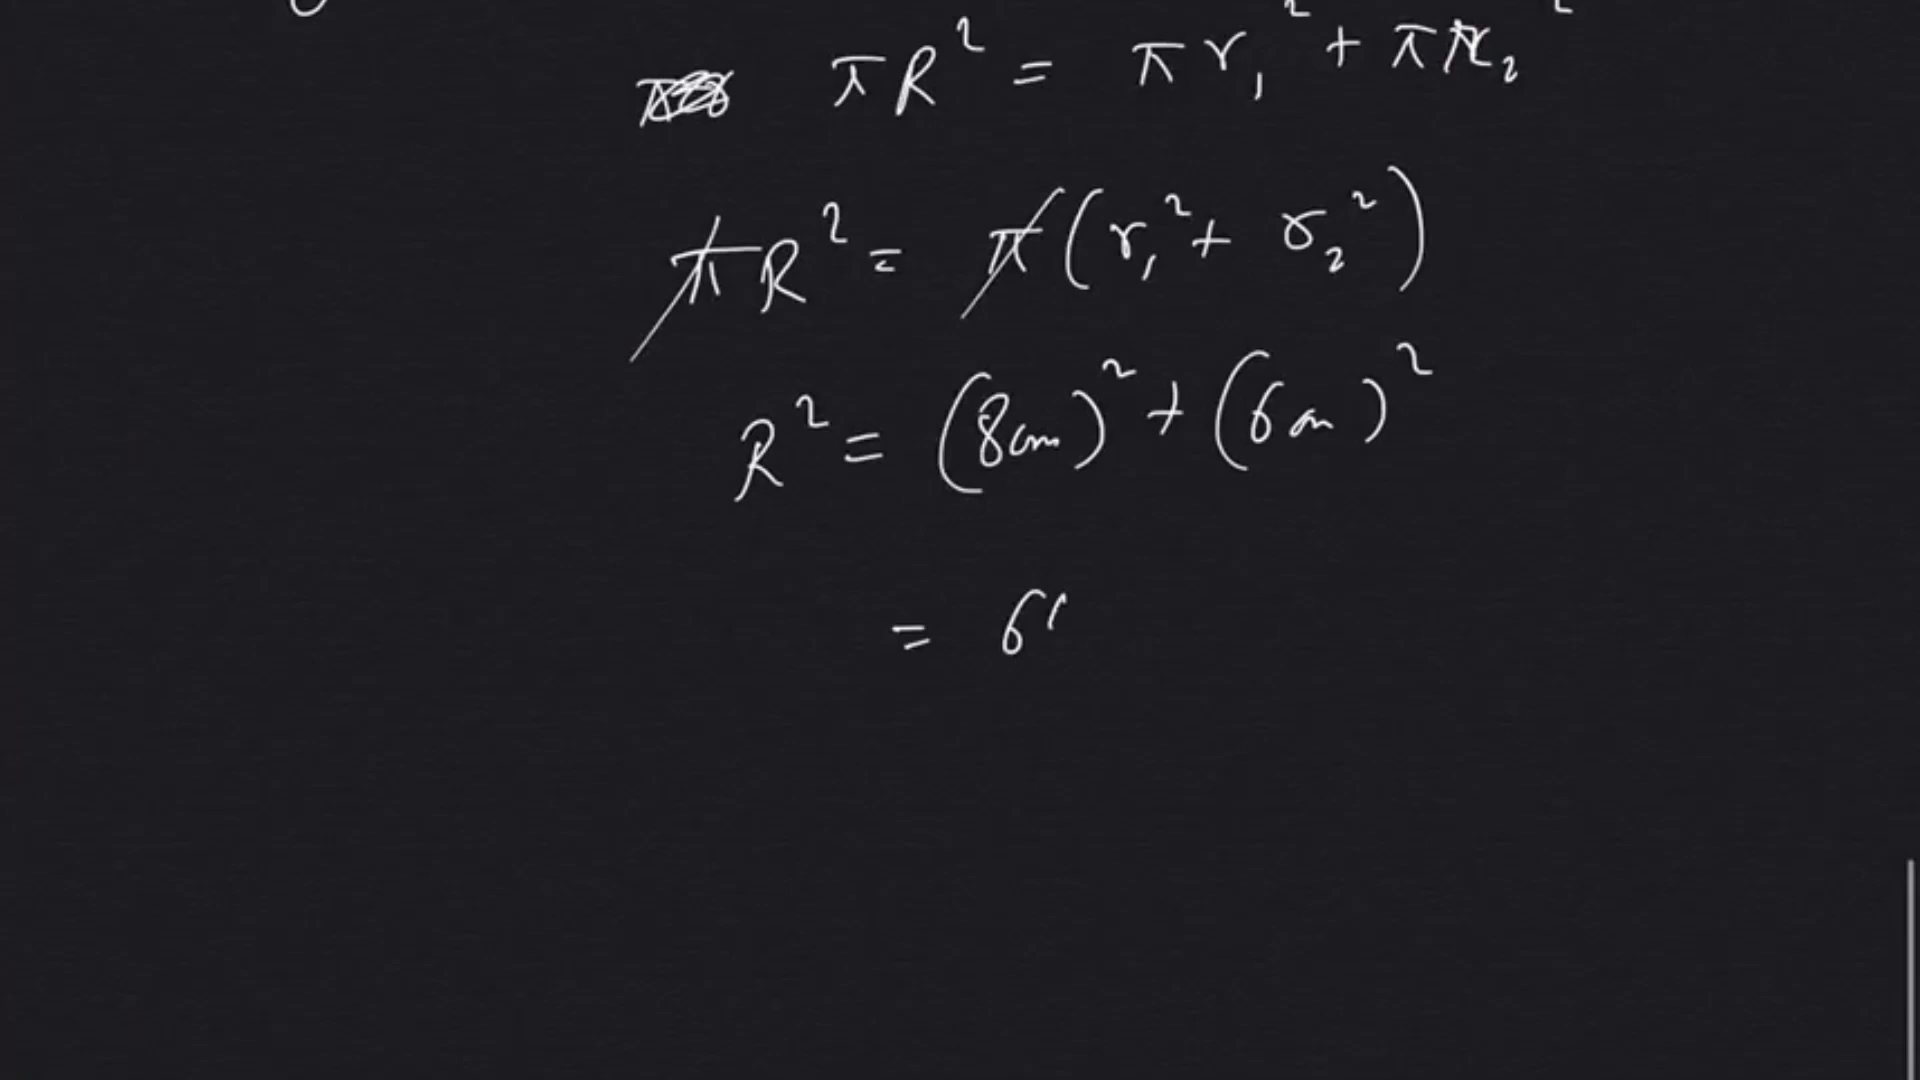 πR² = πr₁² + πr₂²
πR² = π(r₁² + r₂²)
R² = (8cm)² + (6cm)²
= 6